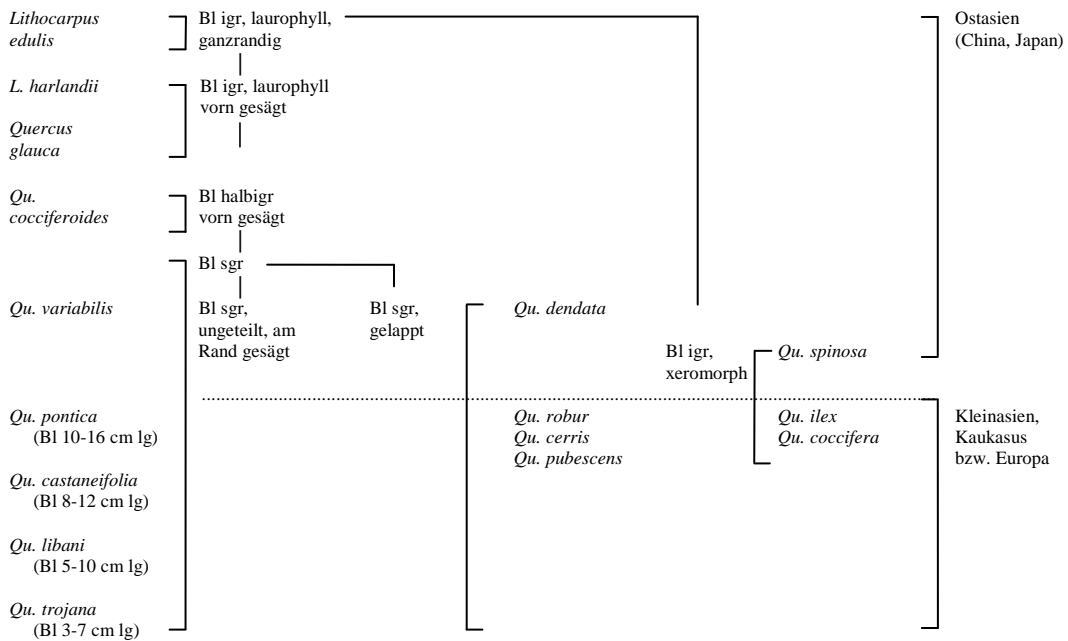 Lithocarpus
edulis
Bl igr, laurophyll,
ganzrandig
Ostasien
(China, Japan)
L. harlandii
Bl igr, laurophyll
vorn gesägt
Quercus
glauca
Qu.
cocciferoides
Bl halbigr
vorn gesägt
Bl sgr
Qu. variabilis
Bl sgr,
ungeteilt, am
Rand gesägt
Bl sgr,
gelappt
Qu. dendata
Bl igr,
xeromorph
Qu. spinosa
Qu. pontica
(Bl 10-16 cm lg)
Qu. robur
Qu. cerris
Qu. pubescens
Qu. ilex
Qu. coccifera
Kleinasien,
Kaukasus
bzw. Europa
Qu. castaneifolia
(Bl 8-12 cm lg)
Qu. libani
(Bl 5-10 cm lg)
Qu. trojana
(Bl 3-7 cm lg)